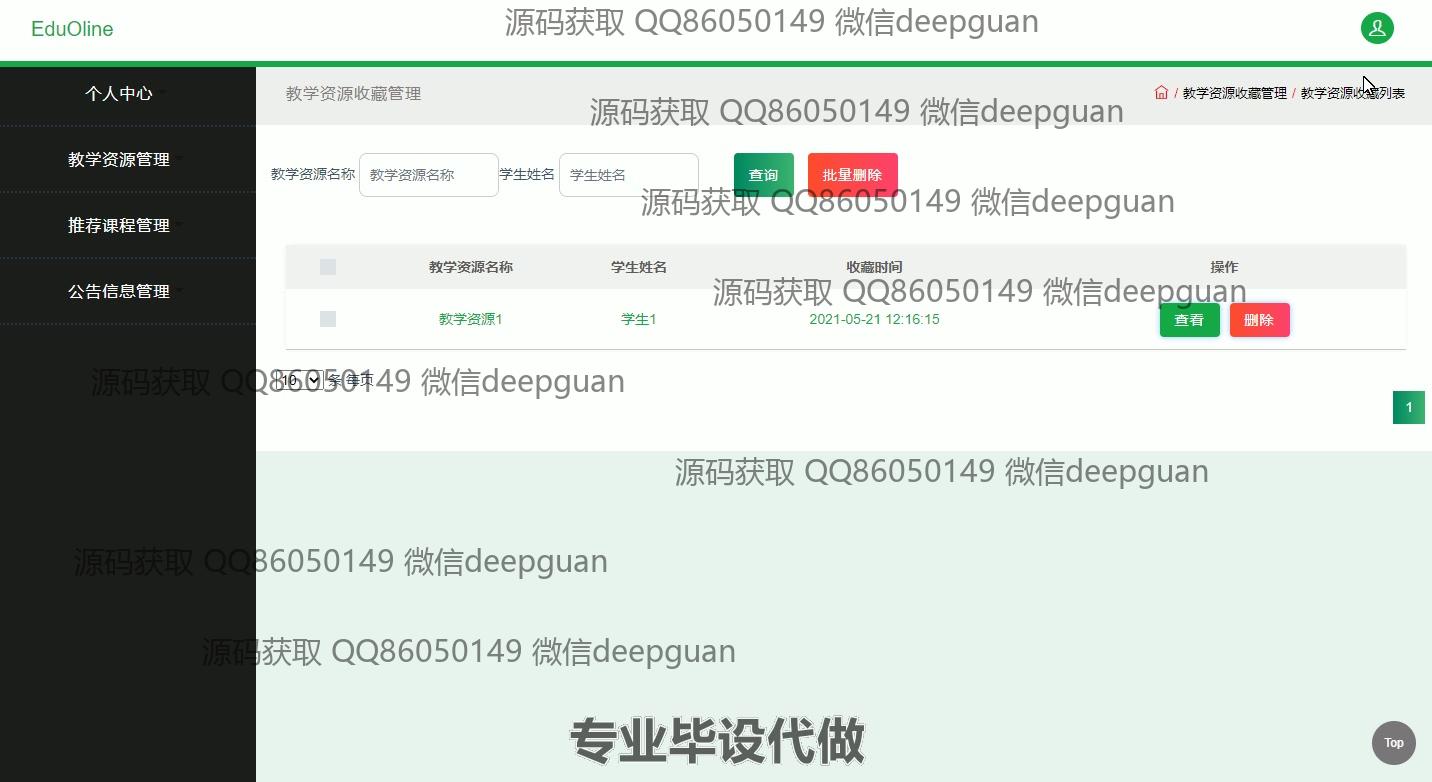 EduOline
源码获取 QQ86050149 微信deepguan
个人中心
教学资源收藏管理
/ 教学资源收藏管理 / 教学资源收藏列表
源码获取 QQ86050149 微信deepguan
教学资源管理
教学资源名称 教学资源名称 学生姓名 学生姓名 查询 批量删除
源码获取 QQ86050149 微信deepguan
推荐课程管理
教学资源名称 学生姓名 收藏时间 操作
公告信息管理
源码获取 QQ86050149 微信deepguan
教学资源1 学生1 2021-05-21 12:16:15 查看 删除
10 条 每页
源码获取 QQ86050149 微信deepguan
1
源码获取 QQ86050149 微信deepguan
源码获取 QQ86050149 微信deepguan
源码获取 QQ86050149 微信deepguan
专业毕设代做
Top